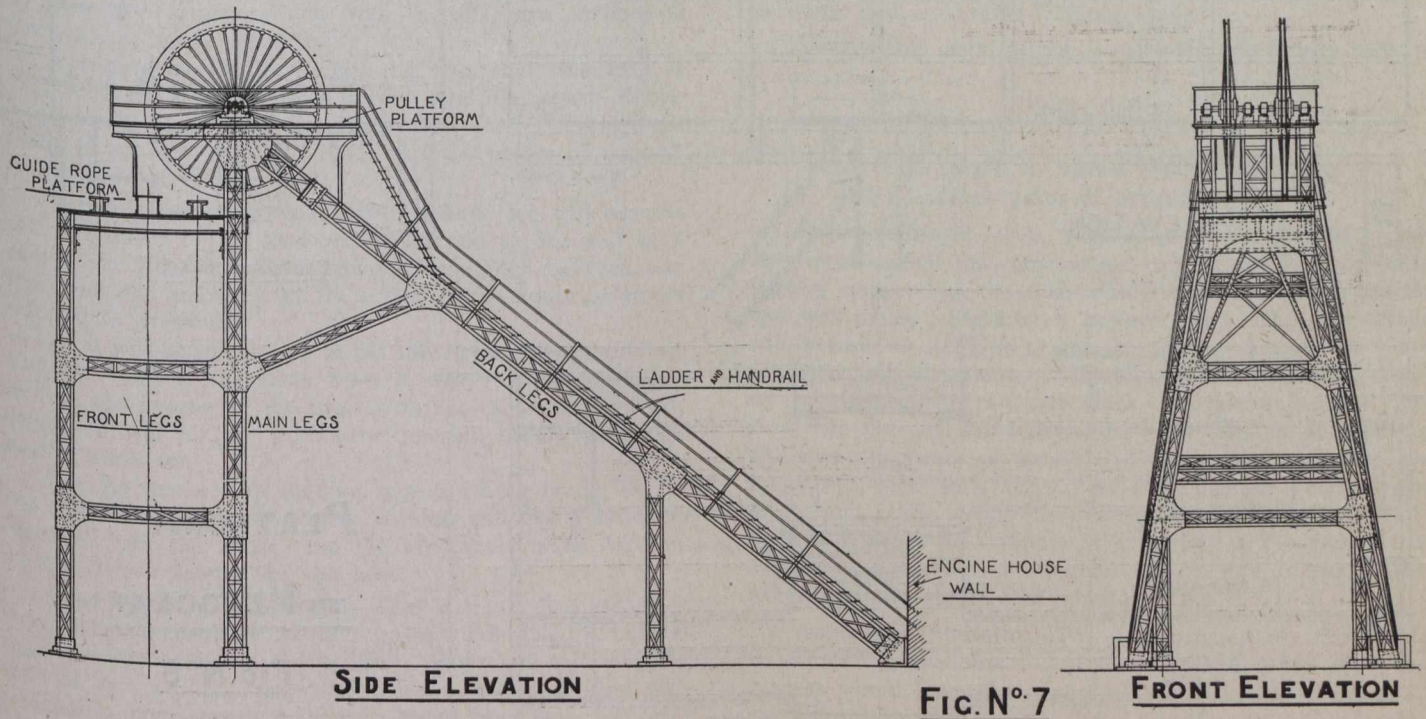 PULLEY
PLATFORM
GUIDE ROPE
PLATFORM
BACK LEGS
LADDER AND HANDRAIL
FRONT LEGS
MAIN LEGS
ENGINE HOUSE
WALL
SIDE ELEVATION
FIG. No. 7
FRONT ELEVATION